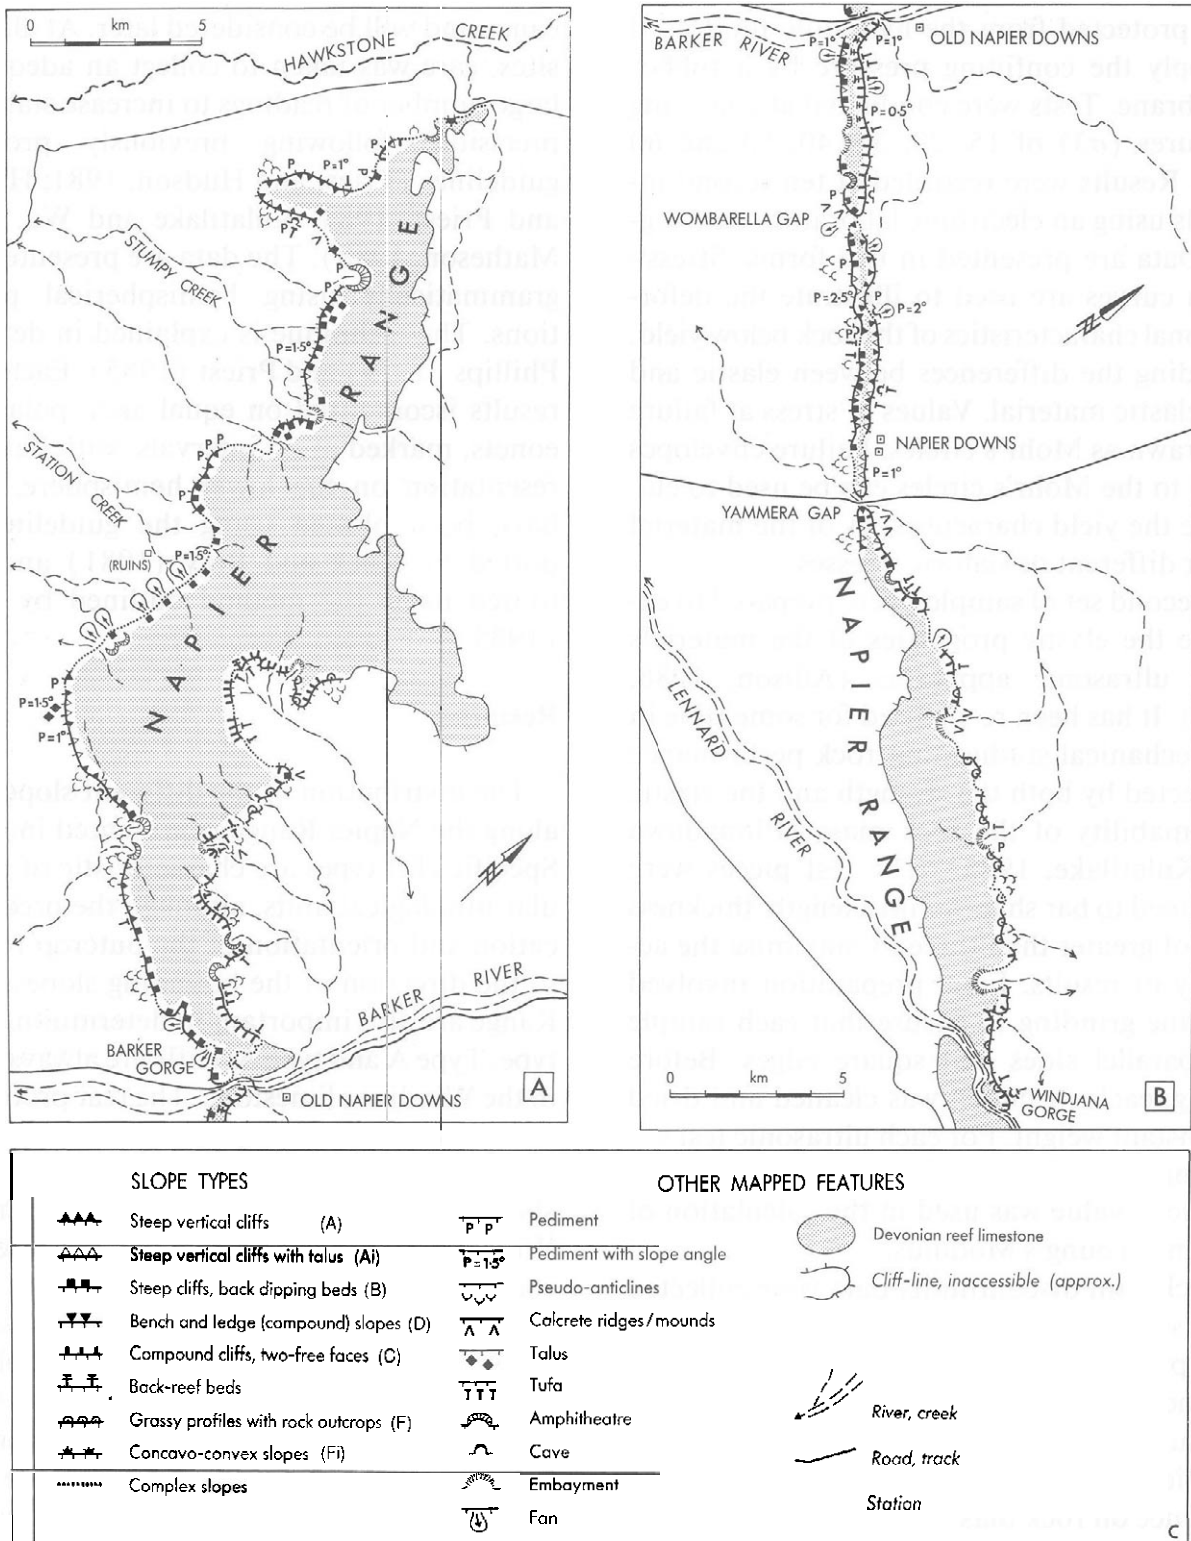 0 km 5
HAWKSTONE CREEK
P
P=1°
P
P
P
STUMPY CREEK
P
P=1·5°
STATION CREEK
P
P
P
P=1·5°
(RUINS)
P=1·5°
P=1°
NAPIER RANGE
N
BARKER RIVER
BARKER
GORGE
OLD NAPIER DOWNS
A
BARKER RIVER
P=1°
P=1°
OLD NAPIER DOWNS
P=0·5°
P
WOMBARELLA GAP
P
P=2·5°
P=2°
N
NAPIER DOWNS
P=1°
YAMMERA GAP
NAPIER RANGE
LENNARD RIVER
P
P
0 km 5
WINDJANA
GORGE
B
SLOPE TYPES
Steep vertical cliffs (A)
Steep vertical cliffs with talus (Ai)
Steep cliffs, back dipping beds (B)
Bench and ledge (compound) slopes (D)
Compound cliffs, two-free faces (C)
Back-reef beds
Grassy profiles with rock outcrops (F)
Concavo-convex slopes (Fi)
Complex slopes
OTHER MAPPED FEATURES
P P Pediment
P=1·5° Pediment with slope angle
Pseudo-anticlines
Calcrete ridges/mounds
Talus
Tufa
Amphitheatre
Cave
Embayment
Fan
Devonian reef limestone
Cliff-line, inaccessible (approx.)
River, creek
Road, track
Station
C